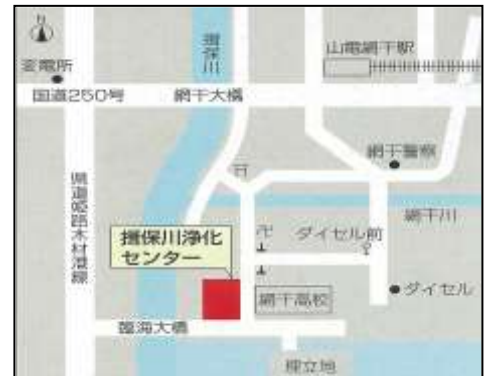 揖保川
山電網干駅
変電所
国道250号
網干大橋
網干警察
県道姫路木材港線
網干川
揖保川浄化
センター
ダイセル前
網干高校
ダイセル
臨海大橋
埋立地